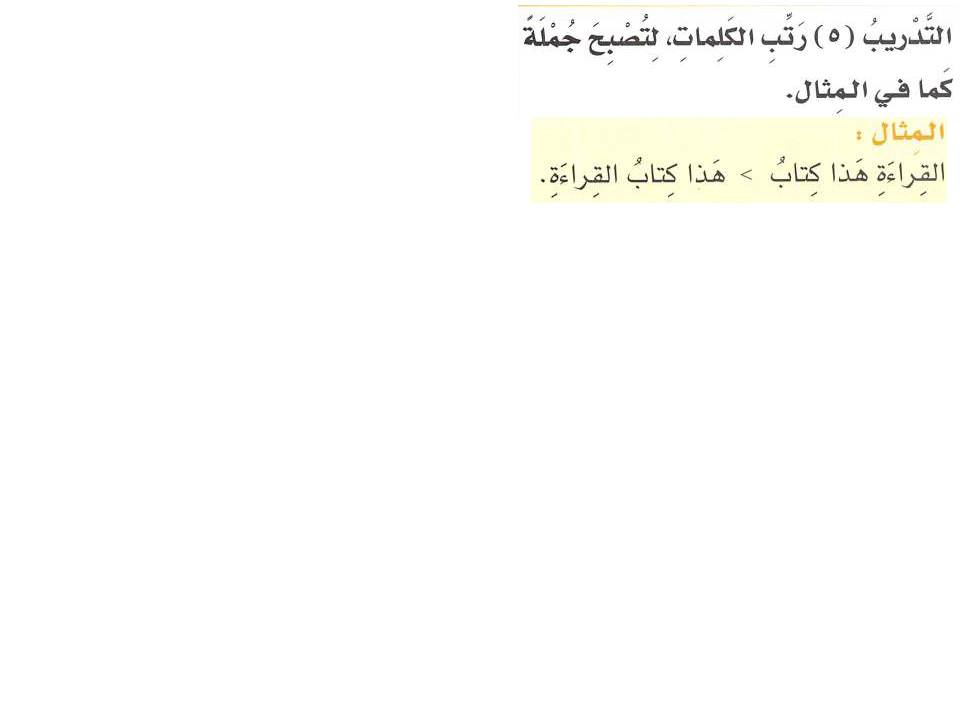 التَّدْريبُ (٥) رَتِّبِ الكَلِماتِ، لِتُصْبِحَ جُمْلَةً
كَما في المِثال.
المِثال :
القِراءَةِ هَذا كِتابُ > هَذا كِتابُ القِراءَةِ.